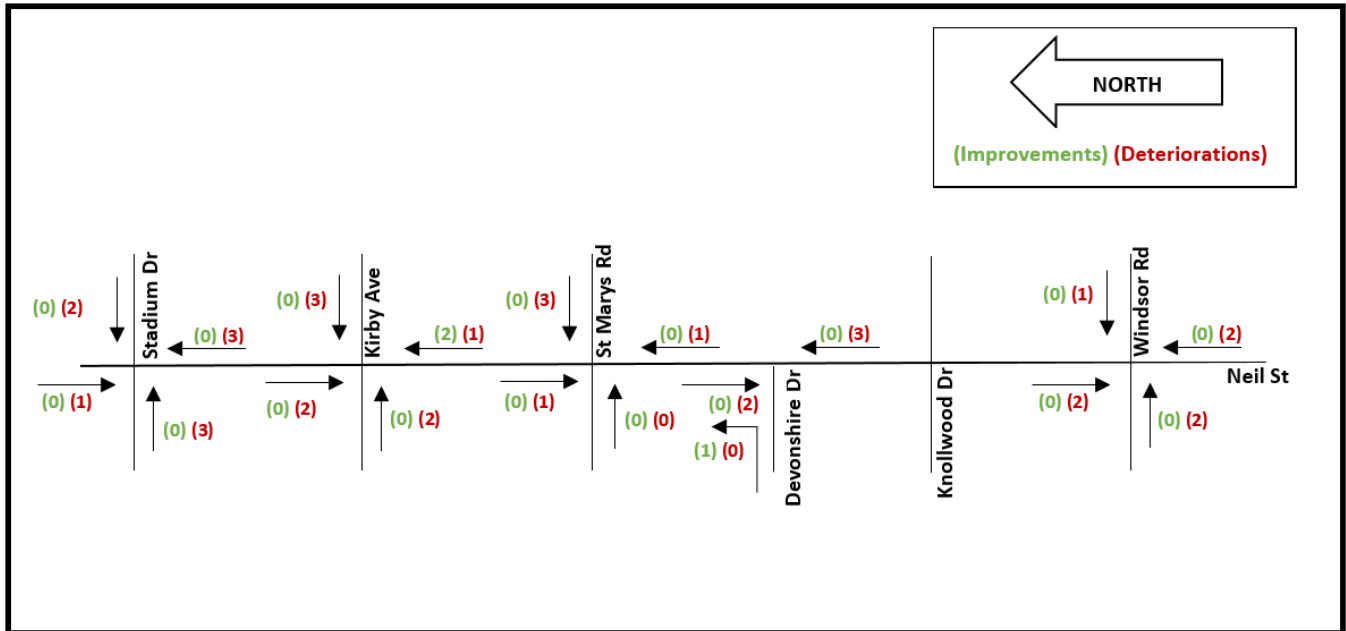 NORTH
(Improvements) (Deteriorations)
Stadium Dr
Kirby Ave
St Marys Rd
Windsor Rd
(0) (2)
(0) (3)
(0) (3)
(0) (1)
(0) (3)
(2) (1)
(0) (1)
(0) (3)
(0) (2)
Neil St
(0) (1)
(0) (2)
(0) (1)
(0) (2)
(0) (2)
(0) (3)
(0) (2)
(0) (0)
(0) (2)
(1) (0)
Devonshire Dr
Knollwood Dr